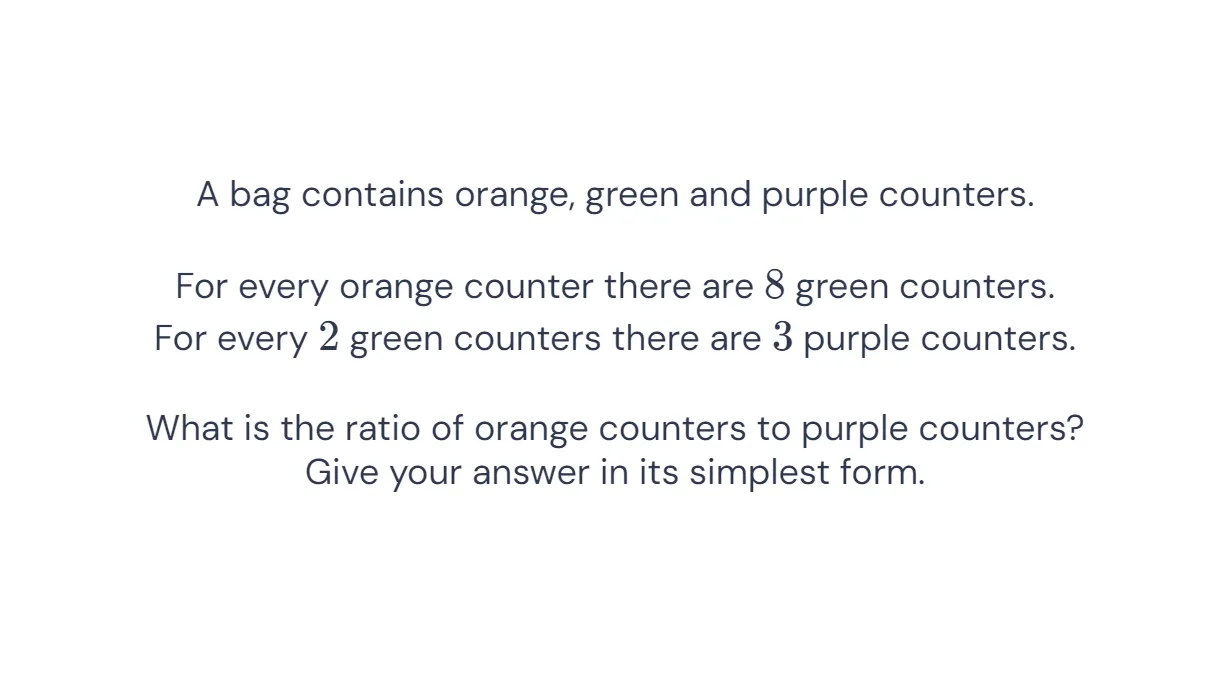 A bag contains orange, green and purple counters.
For every orange counter there are 8 green counters.
For every 2 green counters there are 3 purple counters.
What is the ratio of orange counters to purple counters?
Give your answer in its simplest form.